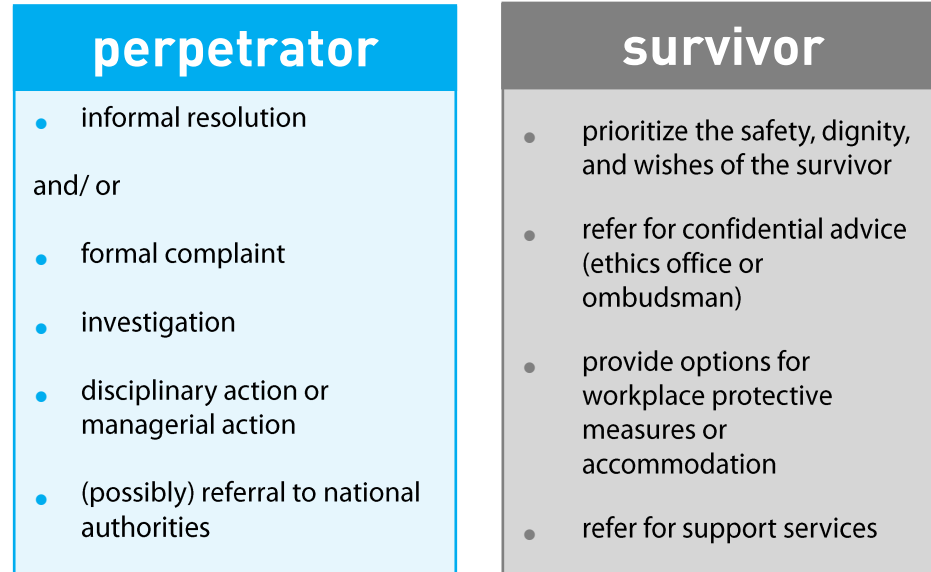 perpetrator
• informal resolution
and/ or
• formal complaint
• investigation
• disciplinary action or
managerial action
• (possibly) referral to national
authorities
survivor
• prioritize the safety, dignity,
and wishes of the survivor
• refer for confidential advice
(ethics office or
ombudsman)
• provide options for
workplace protective
measures or
accommodation
• refer for support services